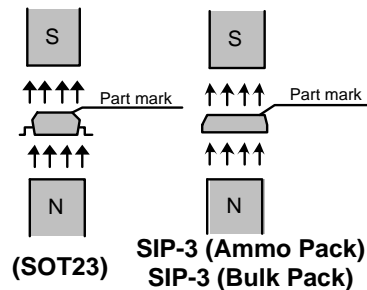 S
S
Part mark
Part mark
N
N
(SOT23)
SIP-3 (Ammo Pack)
SIP-3 (Bulk Pack)